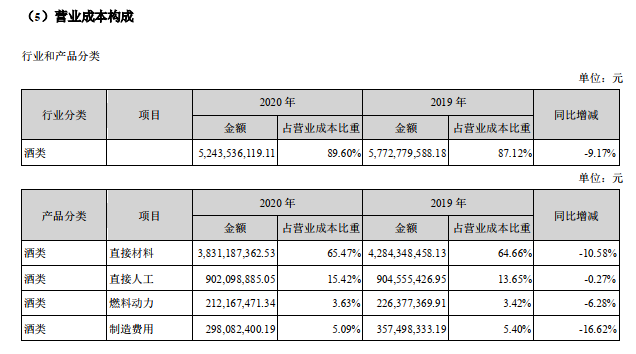 （5）营业成本构成
行业和产品分类
单位：元
行业分类 项目 2020 年 2019 年 同比增减
金额 占营业成本比重 金额 占营业成本比重
酒类 5,243,536,119.11 89.60% 5,772,779,588.18 87.12% -9.17%
单位：元
产品分类 项目 2020 年 2019 年 同比增减
金额 占营业成本比重 金额 占营业成本比重
酒类 直接材料 3,831,187,362.53 65.47% 4,284,348,458.13 64.66% -10.58%
酒类 直接人工 902,098,885.05 15.42% 904,555,426.95 13.65% -0.27%
酒类 燃料动力 212,167,471.34 3.63% 226,377,369.91 3.42% -6.28%
酒类 制造费用 298,082,400.19 5.09% 357,498,333.19 5.40% -16.62%